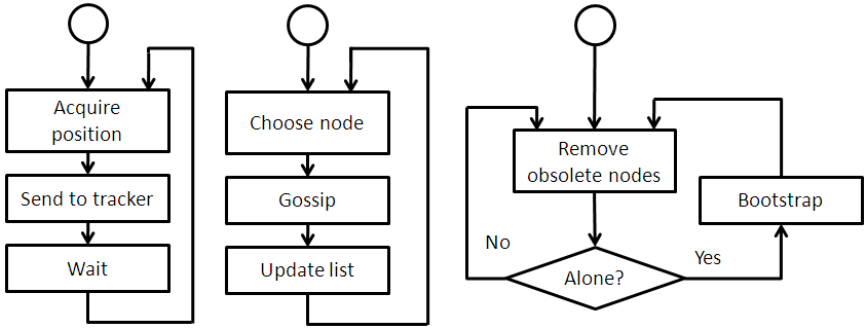 Acquire
position
Send to tracker
Wait
Choose node
Gossip
Update list
Remove
obsolete nodes
Bootstrap
No
Yes
Alone?